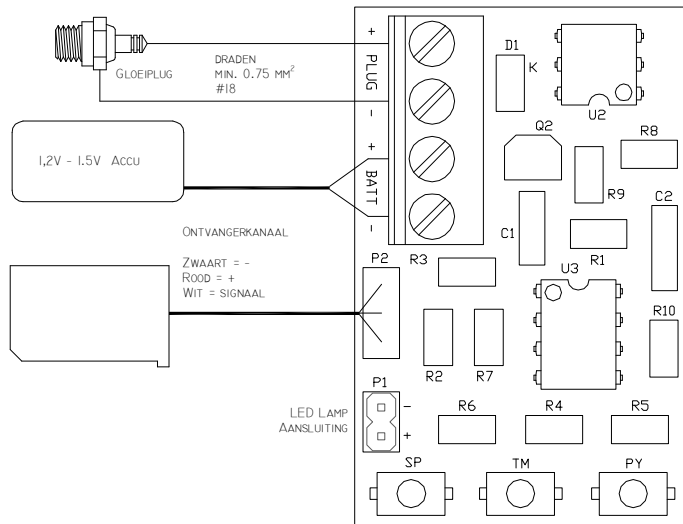 GLOEIPLUG
DRADEN
MIN. 0.75 MM²
#18
1,2V - 1.5V ACCU
ONTVANGERKANAAL
ZWAART = -
ROOD = +
WIT = SIGNAAL
LED LAMP
AANSLUITING
+
PLUG
-
+
BATT
-
D1
K
U2
Q2
R8
R9
C2
C1
R1
P2
R3
U3
R10
R2
R7
P1
-
+
R6
R4
R5
SP
TM
PY